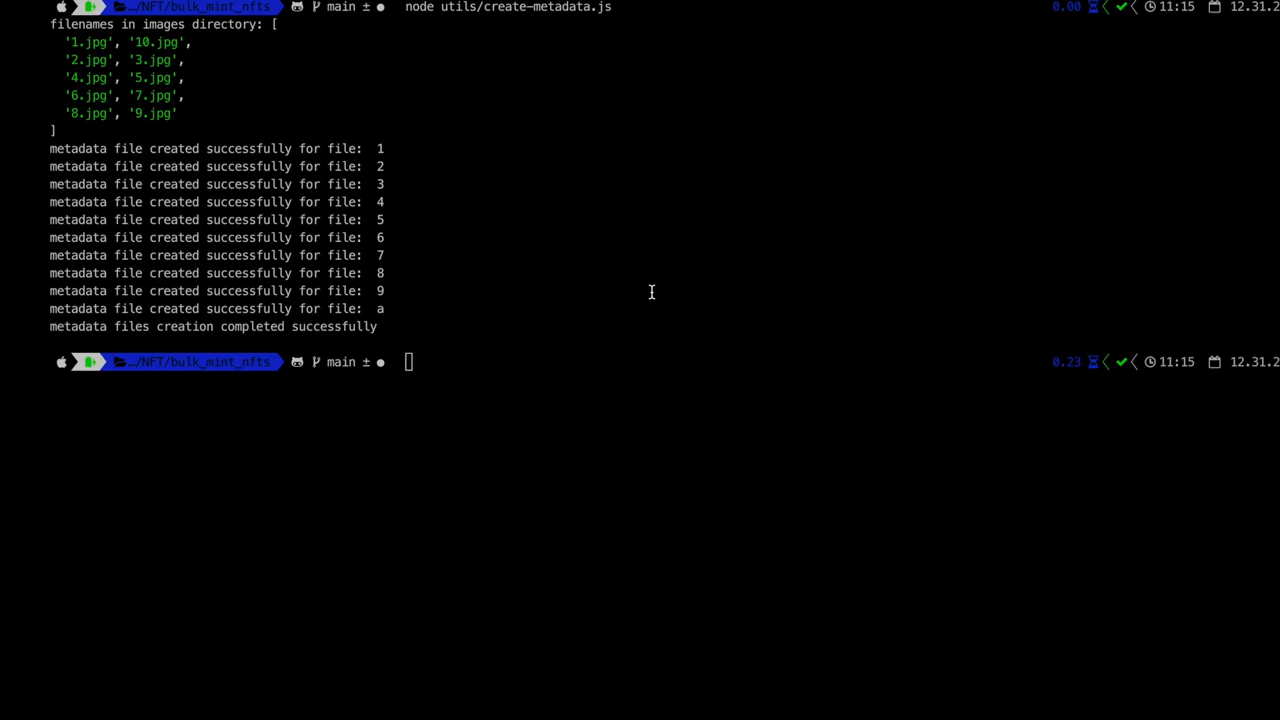 …/NFT/bulk_mint_nfts main ± ● node utils/create-metadata.js 0.00 11:15 12.31.2
filenames in images directory: [
'1.jpg', '10.jpg',
'2.jpg', '3.jpg',
'4.jpg', '5.jpg',
'6.jpg', '7.jpg',
'8.jpg', '9.jpg'
]
metadata file created successfully for file: 1
metadata file created successfully for file: 2
metadata file created successfully for file: 3
metadata file created successfully for file: 4
metadata file created successfully for file: 5
metadata file created successfully for file: 6
metadata file created successfully for file: 7
metadata file created successfully for file: 8
metadata file created successfully for file: 9
metadata file created successfully for file: a
metadata files creation completed successfully
…/NFT/bulk_mint_nfts main ± ● 0.23 11:15 12.31.2